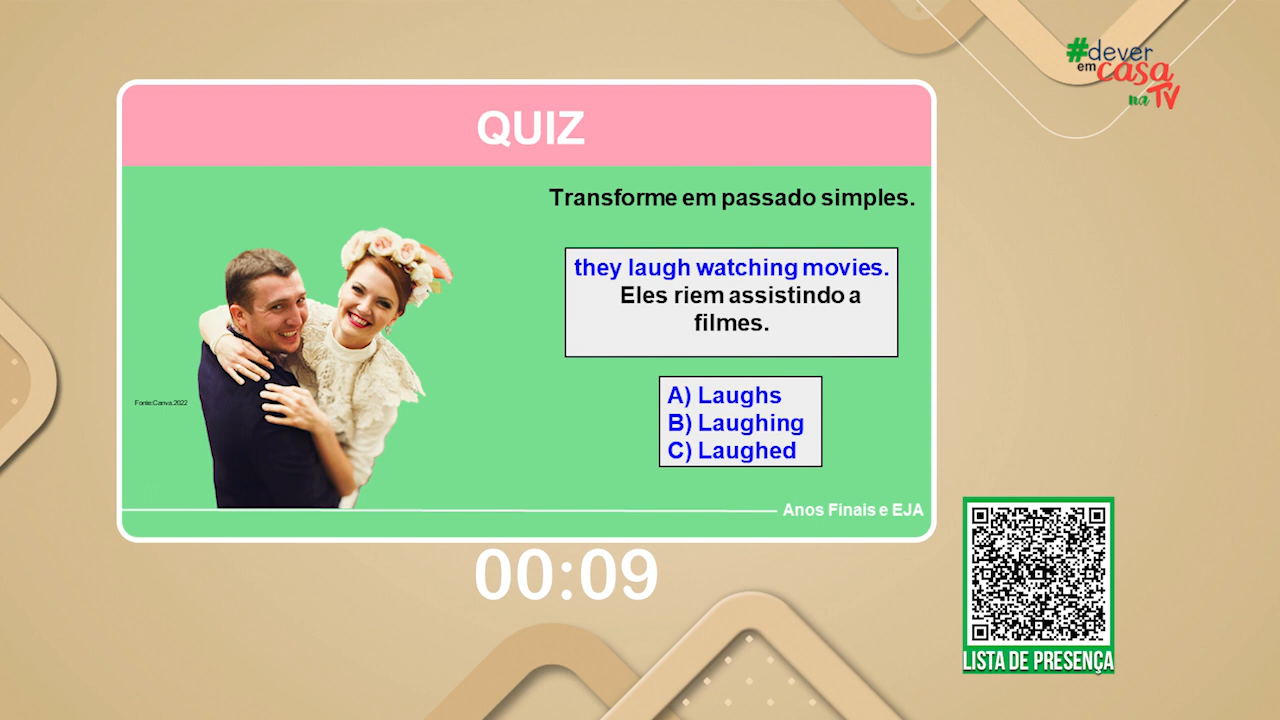 #dever
em casa
na TV
QUIZ
Transforme em passado simples.
they laugh watching movies.
Eles riem assistindo a
filmes.
Fonte:Canva.2022
A) Laughs
B) Laughing
C) Laughed
Anos Finais e EJA
00:09
LISTA DE PRESENÇA